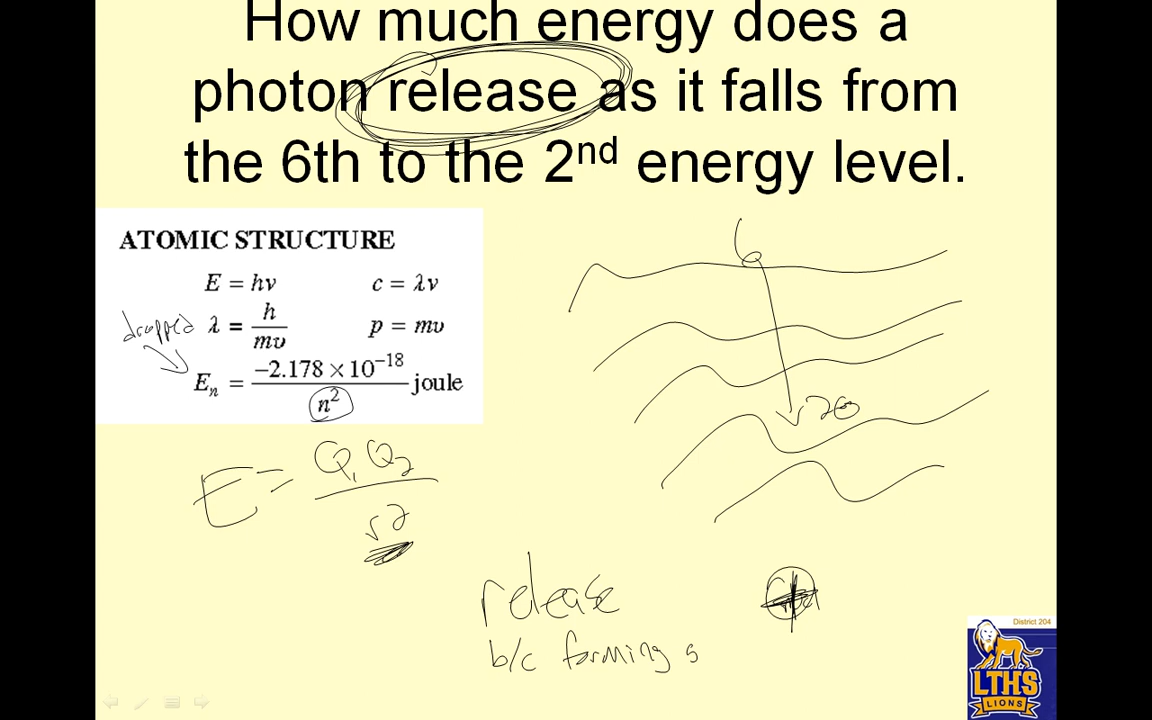 How much energy does a
photon release as it falls from
the 6th to the 2nd energy level.
ATOMIC STRUCTURE
E = hν c = λν
dropped λ = h/mυ p = mυ
Eₙ = −2.178 × 10⁻¹⁸/n² joule
6
E = Q₁Q₂/r²
release
b/c forming s
District 204
LTHS
LIONS